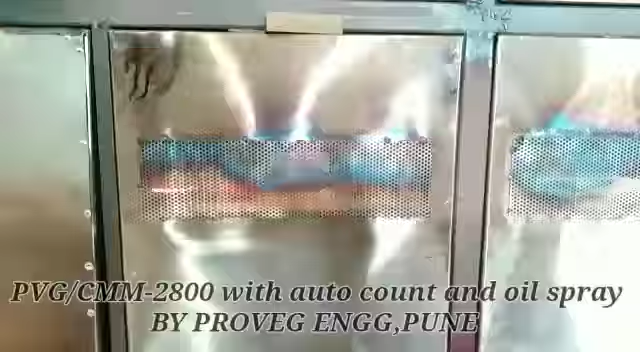 PVG/CMM-2800 with auto count and oil spray
BY PROVEG ENGG,PUNE